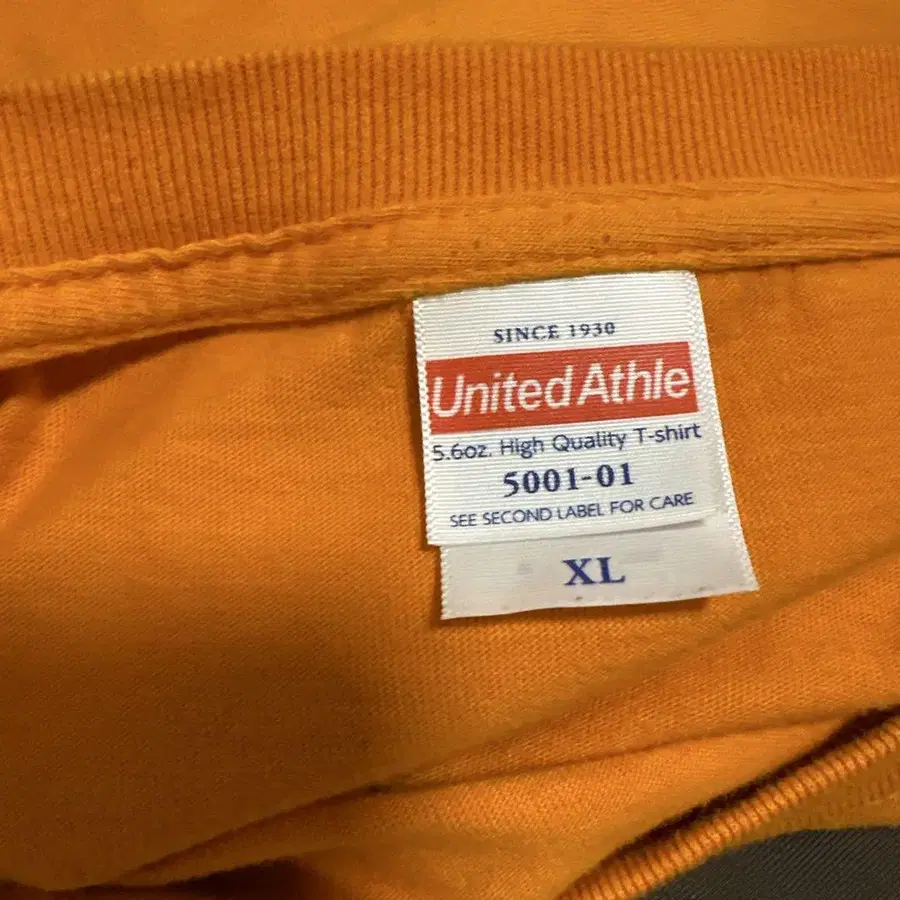 SINCE 1930
United Athle
5.6oz. High Quality T-shirt
5001-01
SEE SECOND LABEL FOR CARE
XL